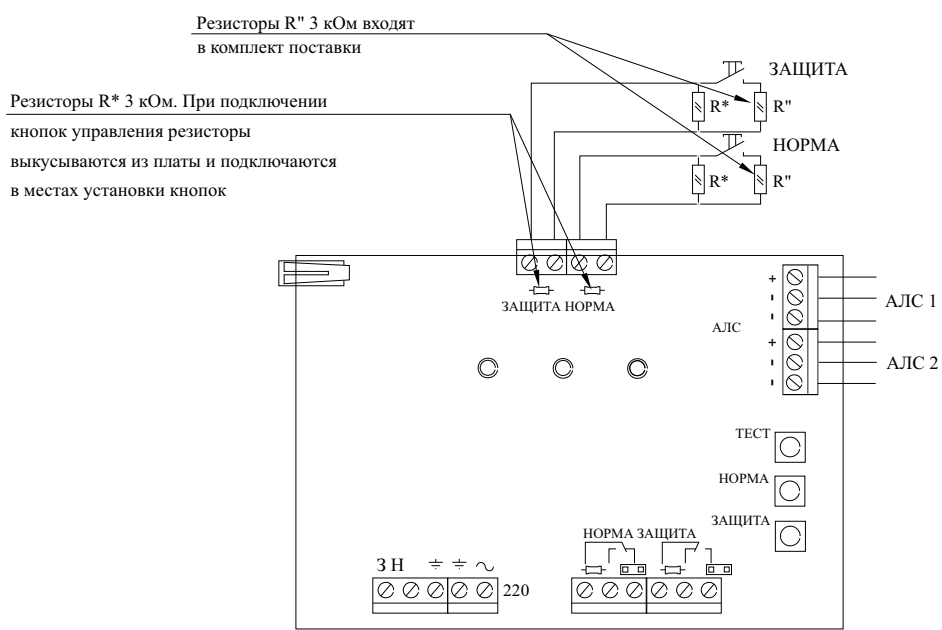 Резисторы R" 3 кОм входят
в комплект поставки
ЗАЩИТА
R*
R"
Резисторы R* 3 кОм. При подключении
кнопок управления резисторы
выкусываются из платы и подключаются
в местах установки кнопок
НОРМА
R*
R"
ЗАЩИТА НОРМА
+
-
-
АЛС 1
АЛС
+
-
-
АЛС 2
ТЕСТ
НОРМА
ЗАЩИТА
НОРМА ЗАЩИТА
З Н
220